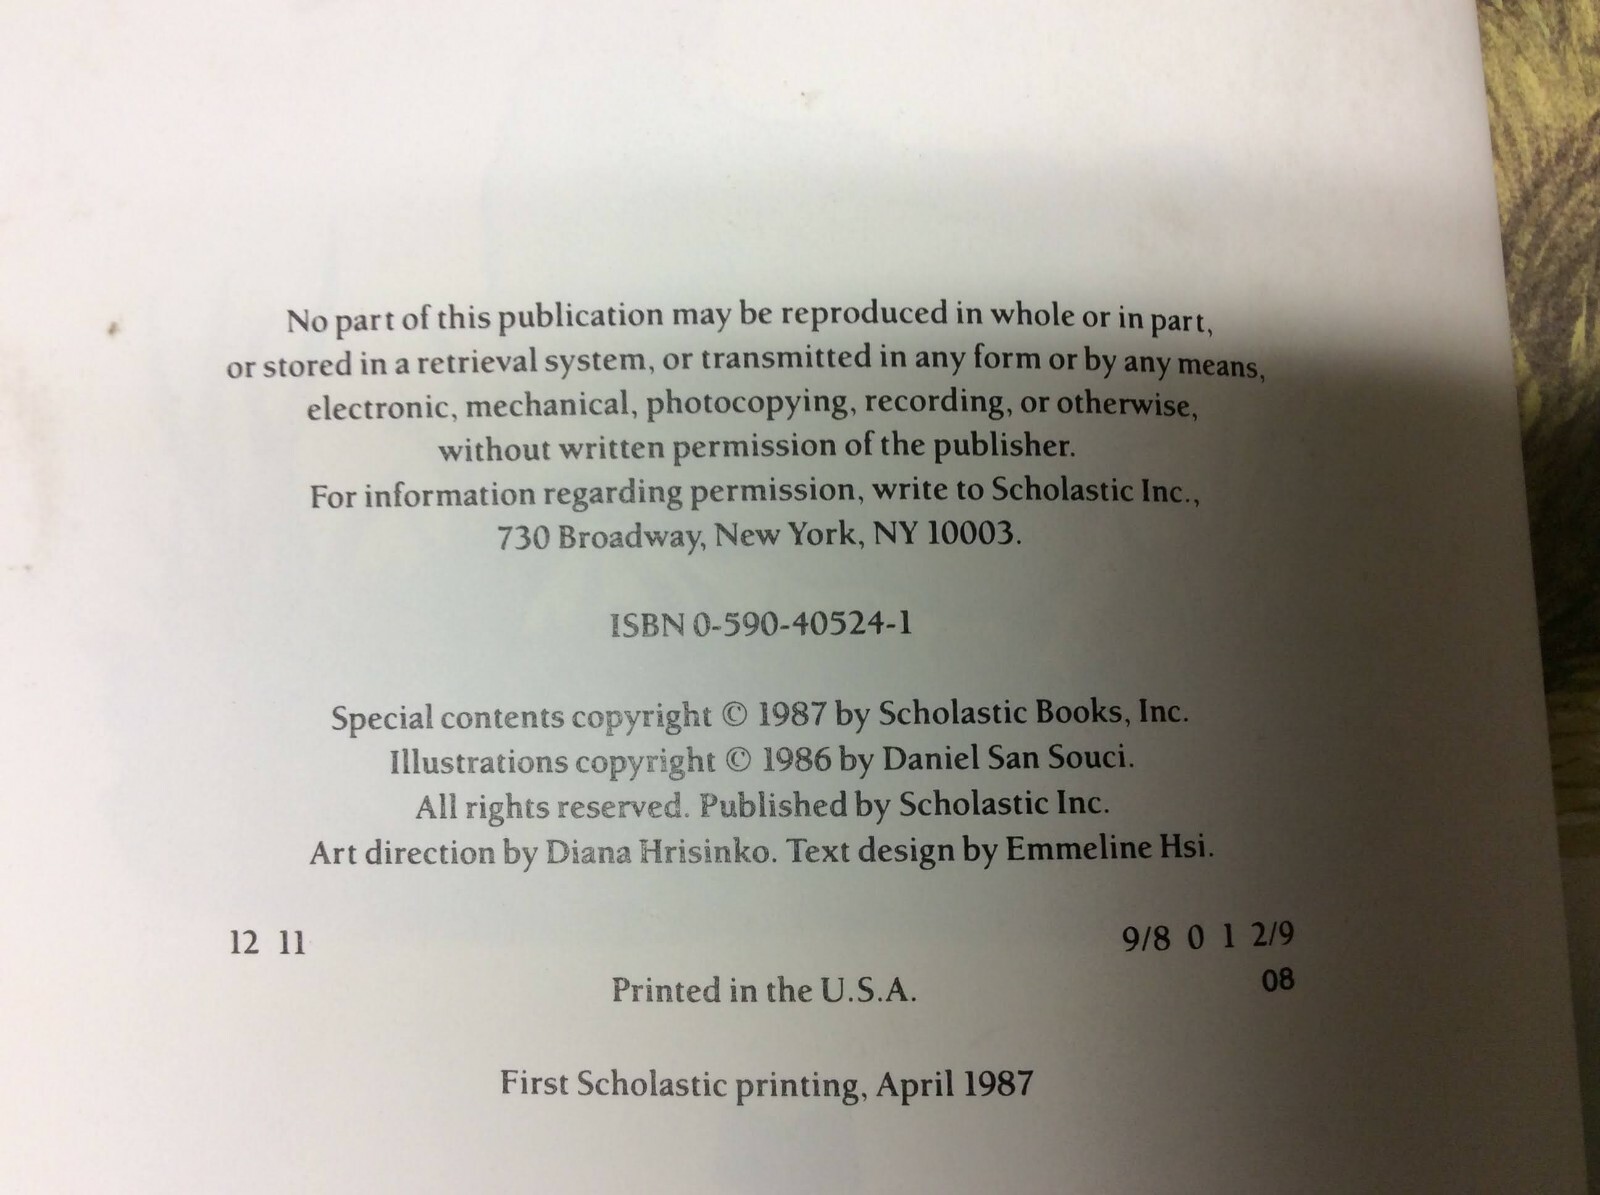 No part of this publication may be reproduced in whole or in part,
or stored in a retrieval system, or transmitted in any form or by any means,
electronic, mechanical, photocopying, recording, or otherwise,
without written permission of the publisher.
For information regarding permission, write to Scholastic Inc.,
730 Broadway, New York, NY 10003.
ISBN 0-590-40524-1
Special contents copyright © 1987 by Scholastic Books, Inc.
Illustrations copyright © 1986 by Daniel San Souci.
All rights reserved. Published by Scholastic Inc.
Art direction by Diana Hrisinko. Text design by Emmeline Hsi.
12 11 9/8 0 1 2/9
Printed in the U.S.A. 08
First Scholastic printing, April 1987